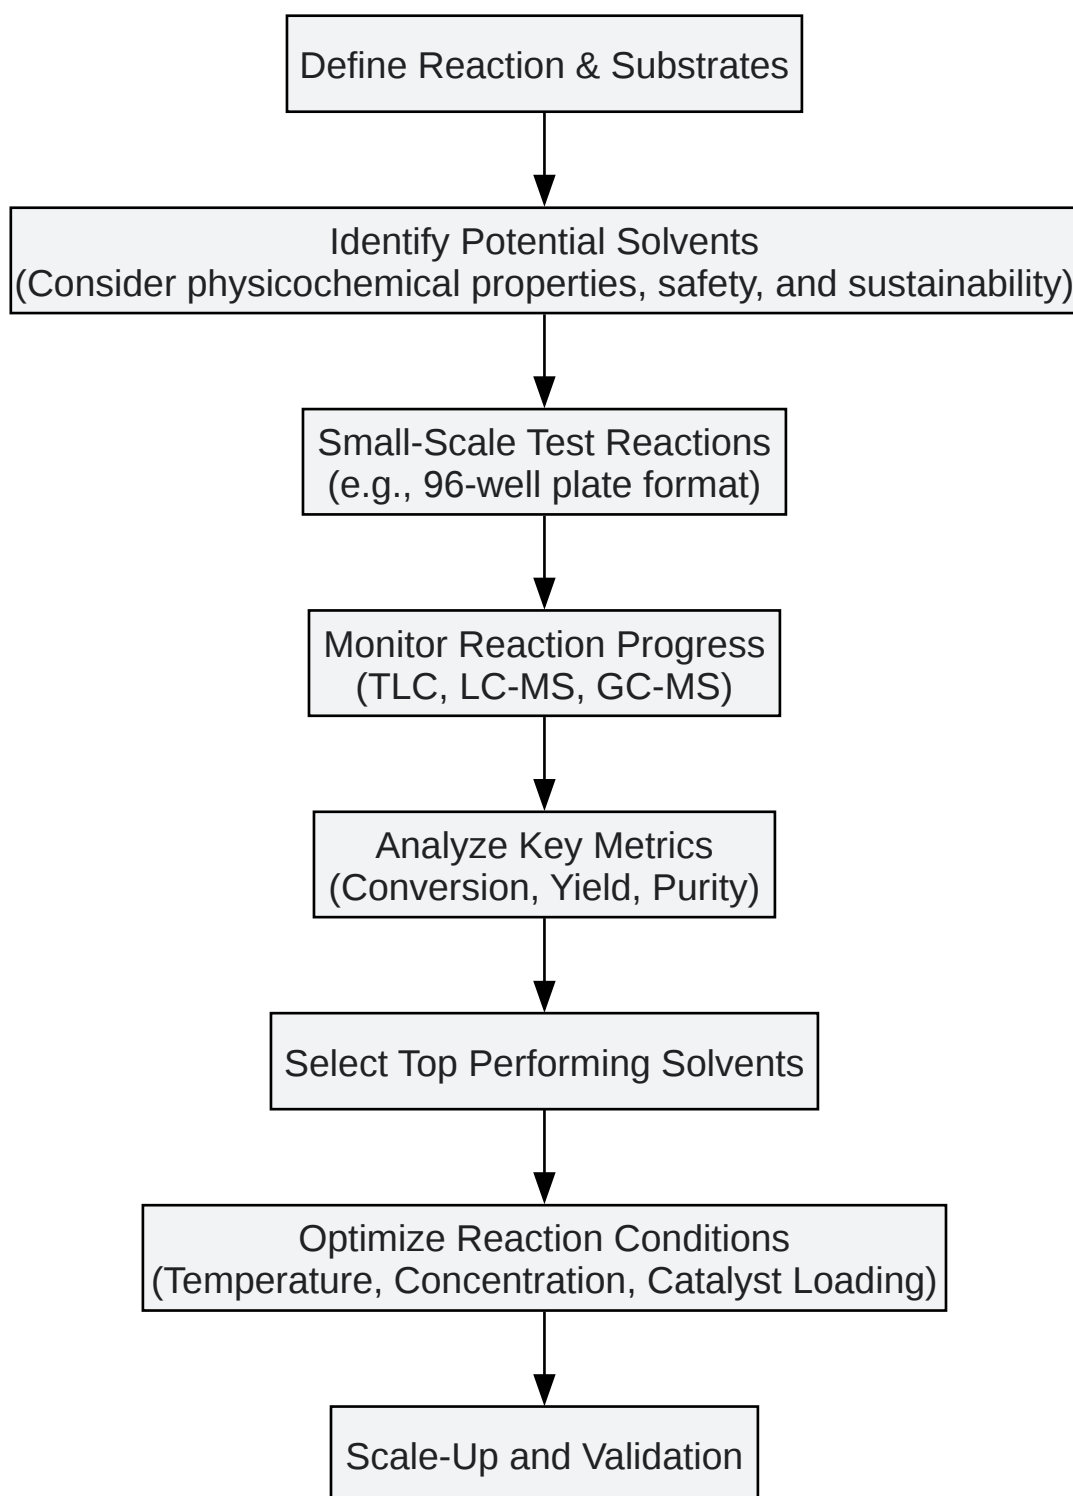 Define Reaction & Substrates
Identify Potential Solvents
(Consider physicochemical properties, safety, and sustainability)
Small-Scale Test Reactions
(e.g., 96-well plate format)
Monitor Reaction Progress
(TLC, LC-MS, GC-MS)
Analyze Key Metrics
(Conversion, Yield, Purity)
Select Top Performing Solvents
Optimize Reaction Conditions
(Temperature, Concentration, Catalyst Loading)
Scale-Up and Validation